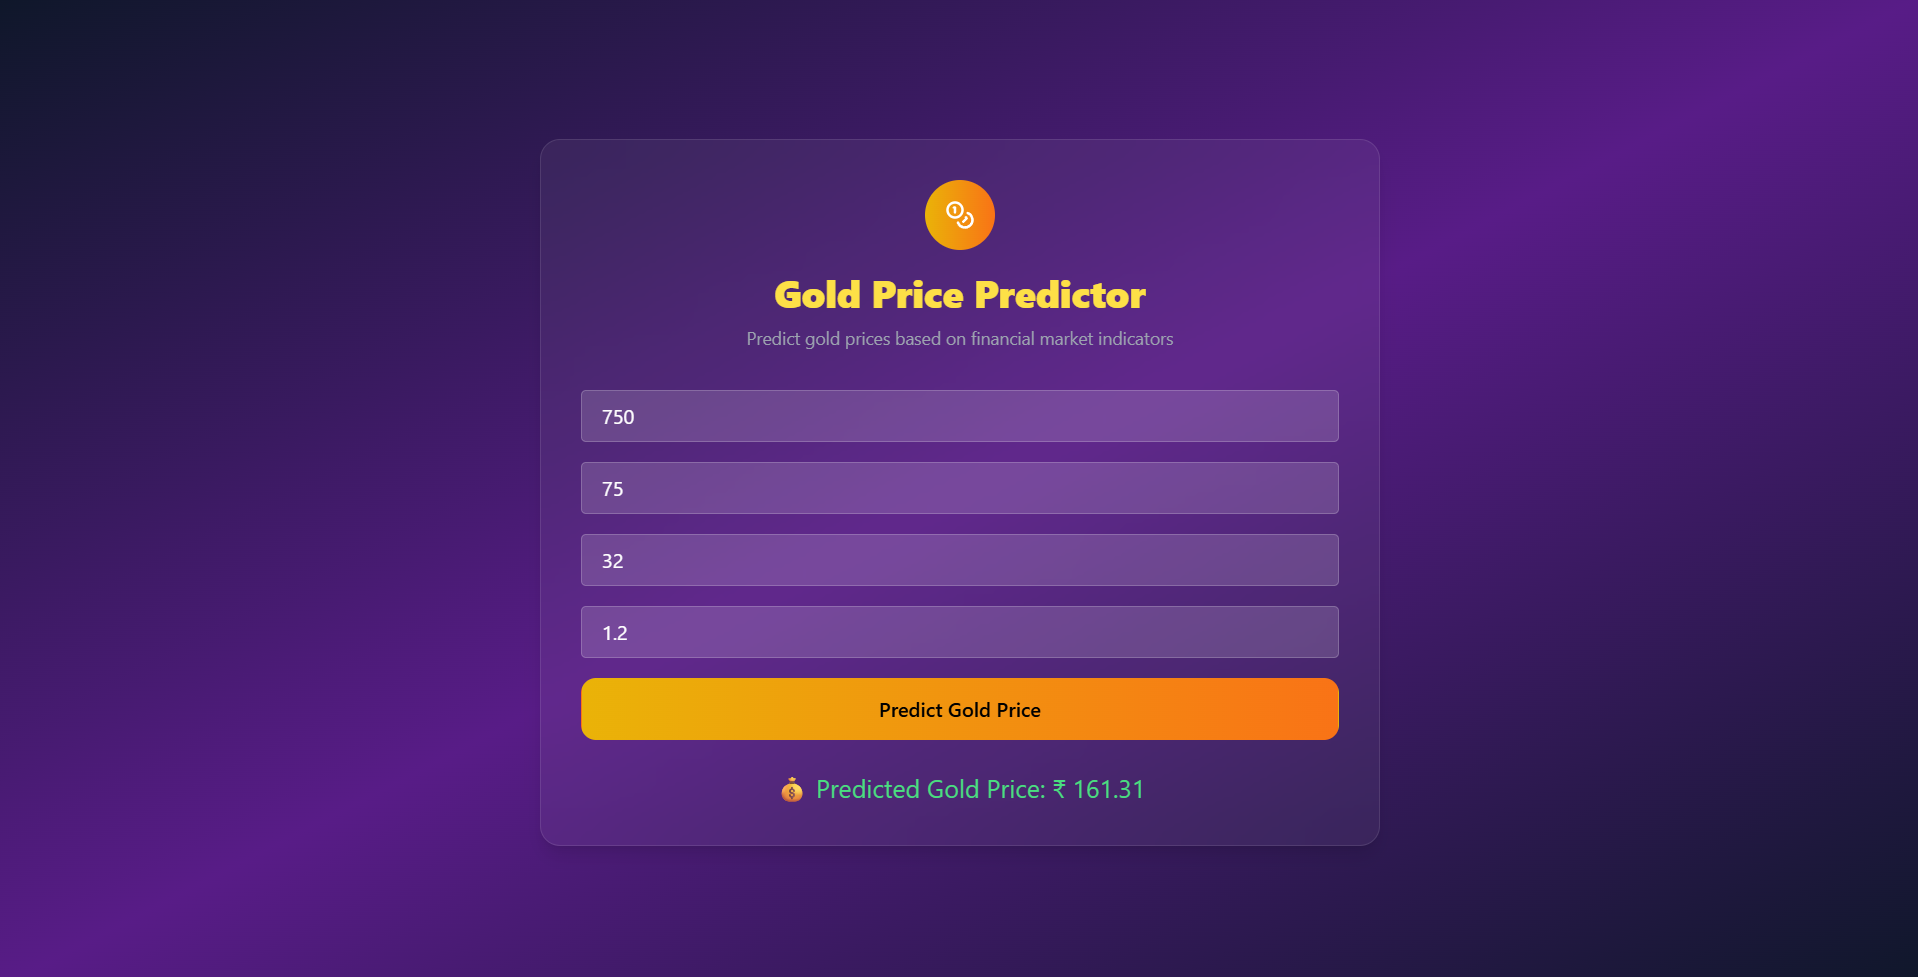 Gold Price Predictor
Predict gold prices based on financial market indicators
750
75
32
1.2
Predict Gold Price
💰 Predicted Gold Price: ₹ 161.31